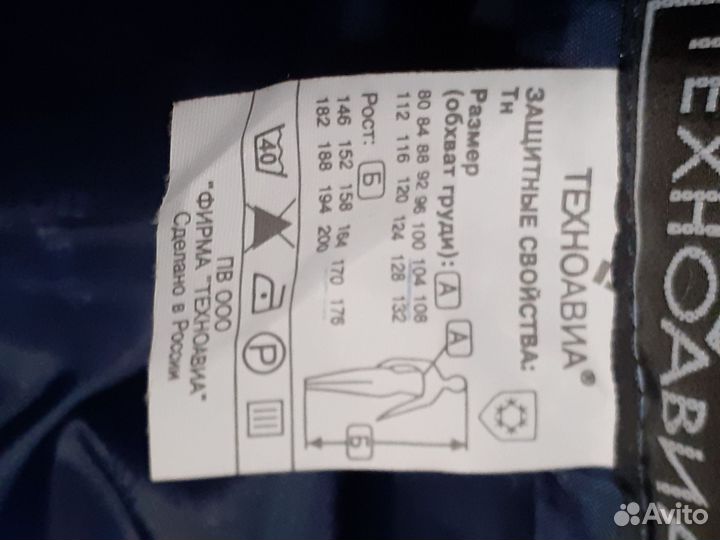 ТЕХНОАВИА
ТЕХНОАВИА®
ЗАЩИТНЫЕ СВОЙСТВА:
Тн
Размер
(обхват груди): А
80 84 88 92 96 100 104 108
112 116 120 124 128 132
Рост: Б
146 152 158 164 170 176
182 188 194 200
А
Б
40
P
ПВ ООО
"ФИРМА "ТЕХНОАВИА"
Сделано в России
Avito